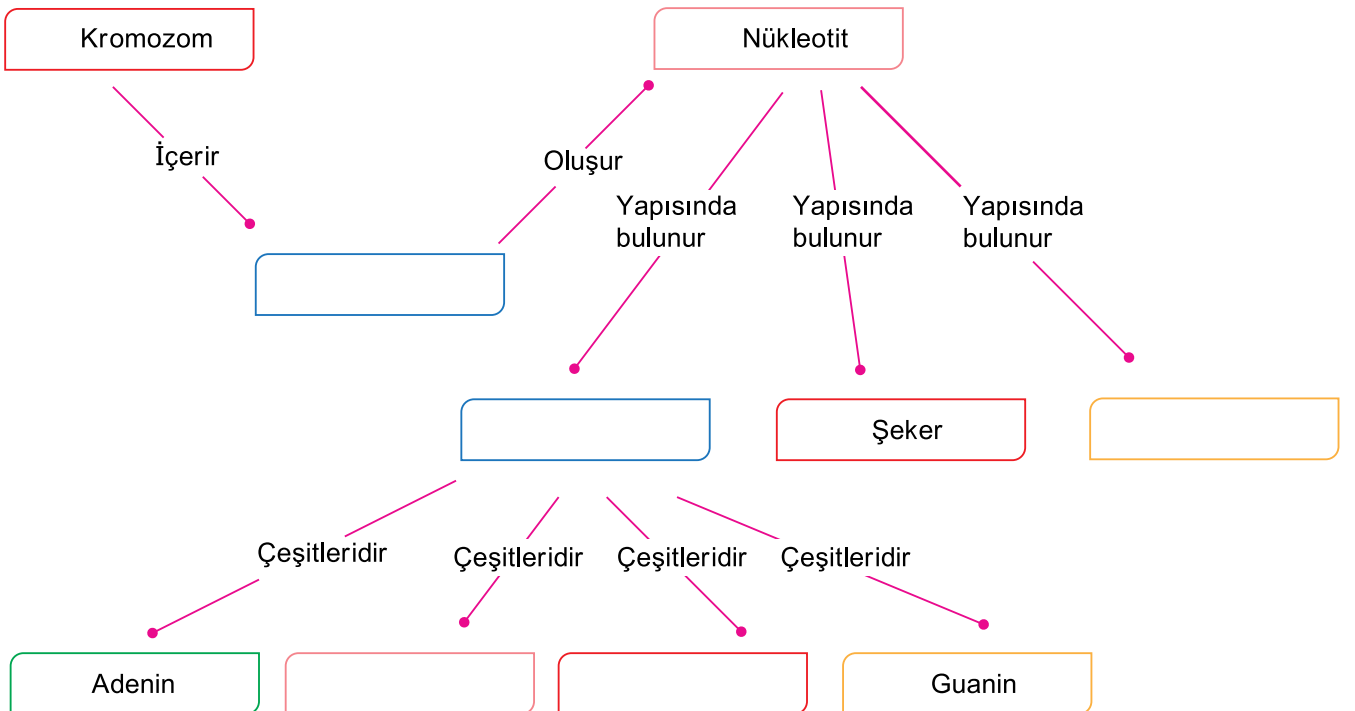 Kromozom
Nükleotit
İçerir
Oluşur
Yapısında
bulunur
Yapısında
bulunur
Yapısında
bulunur
Şeker
Çeşitleridir
Çeşitleridir
Çeşitleridir
Çeşitleridir
Adenin
Guanin